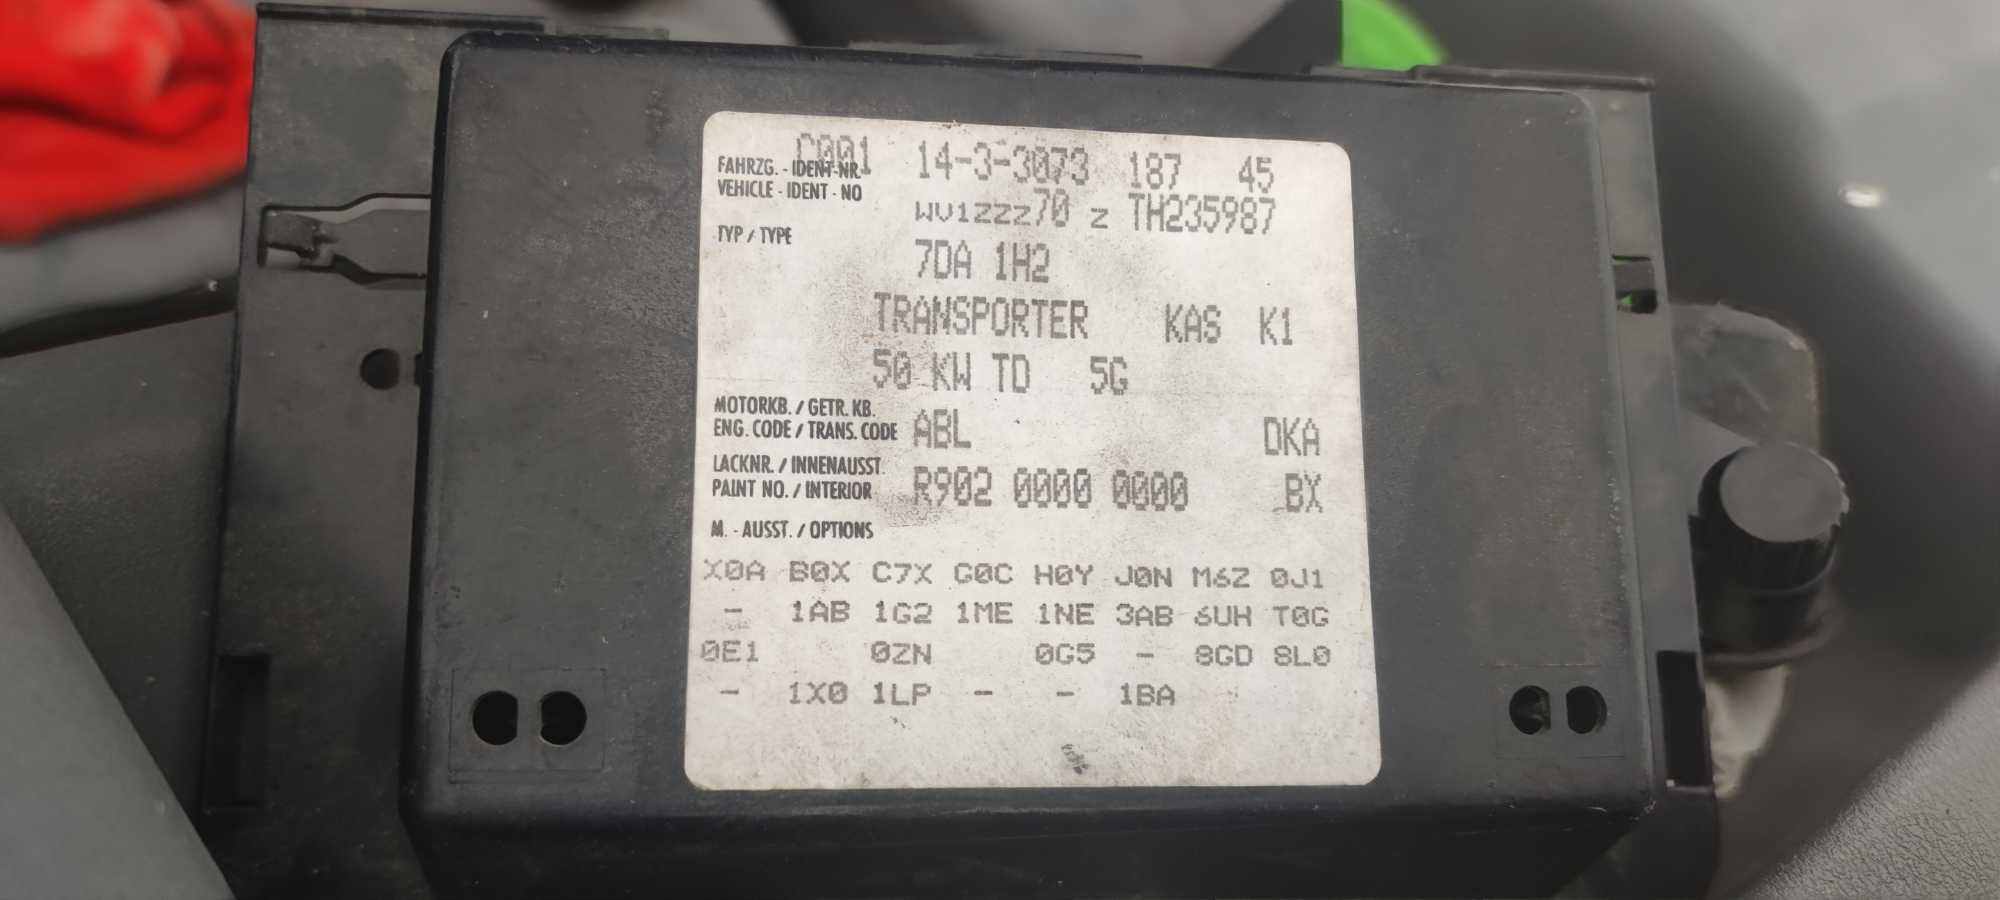 C001 14-3-3073 187 45
FAHRZG. - IDENT-NR.
VEHICLE - IDENT - NO WV1ZZZ70 Z TH235987
TYP / TYPE 7DA 1H2
TRANSPORTER KAS K1
50 KW TD 5G
MOTORKB. / GETR. KB.
ENG. CODE / TRANS. CODE ABL DKA
LACKNR. / INNENAUSST.
PAINT NO. / INTERIOR R902 0000 0000 BX
M. - AUSST. / OPTIONS
X0A B0X C7X G0C H0Y J0N M6Z 0J1
- 1AB 1G2 1ME 1NE 3AB 6UH T0G
0E1 0ZN 0G5 - 8GD 8L0
- 1X0 1LP - - 1BA